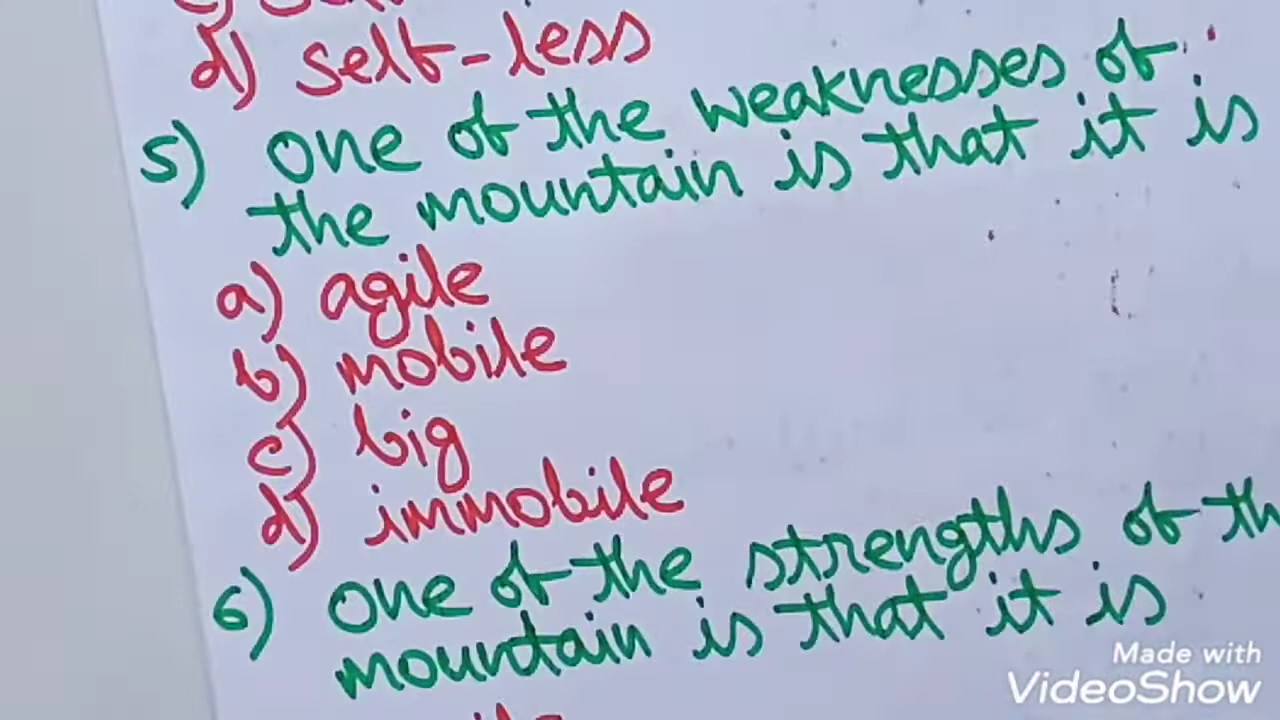 d) self-less
5) one of the weaknesses of
the mountain is that it is
a) agile
b) mobile
c) big
d) immobile
6) one of the strengths of th
mountain is that it is
Made with
VideoShow